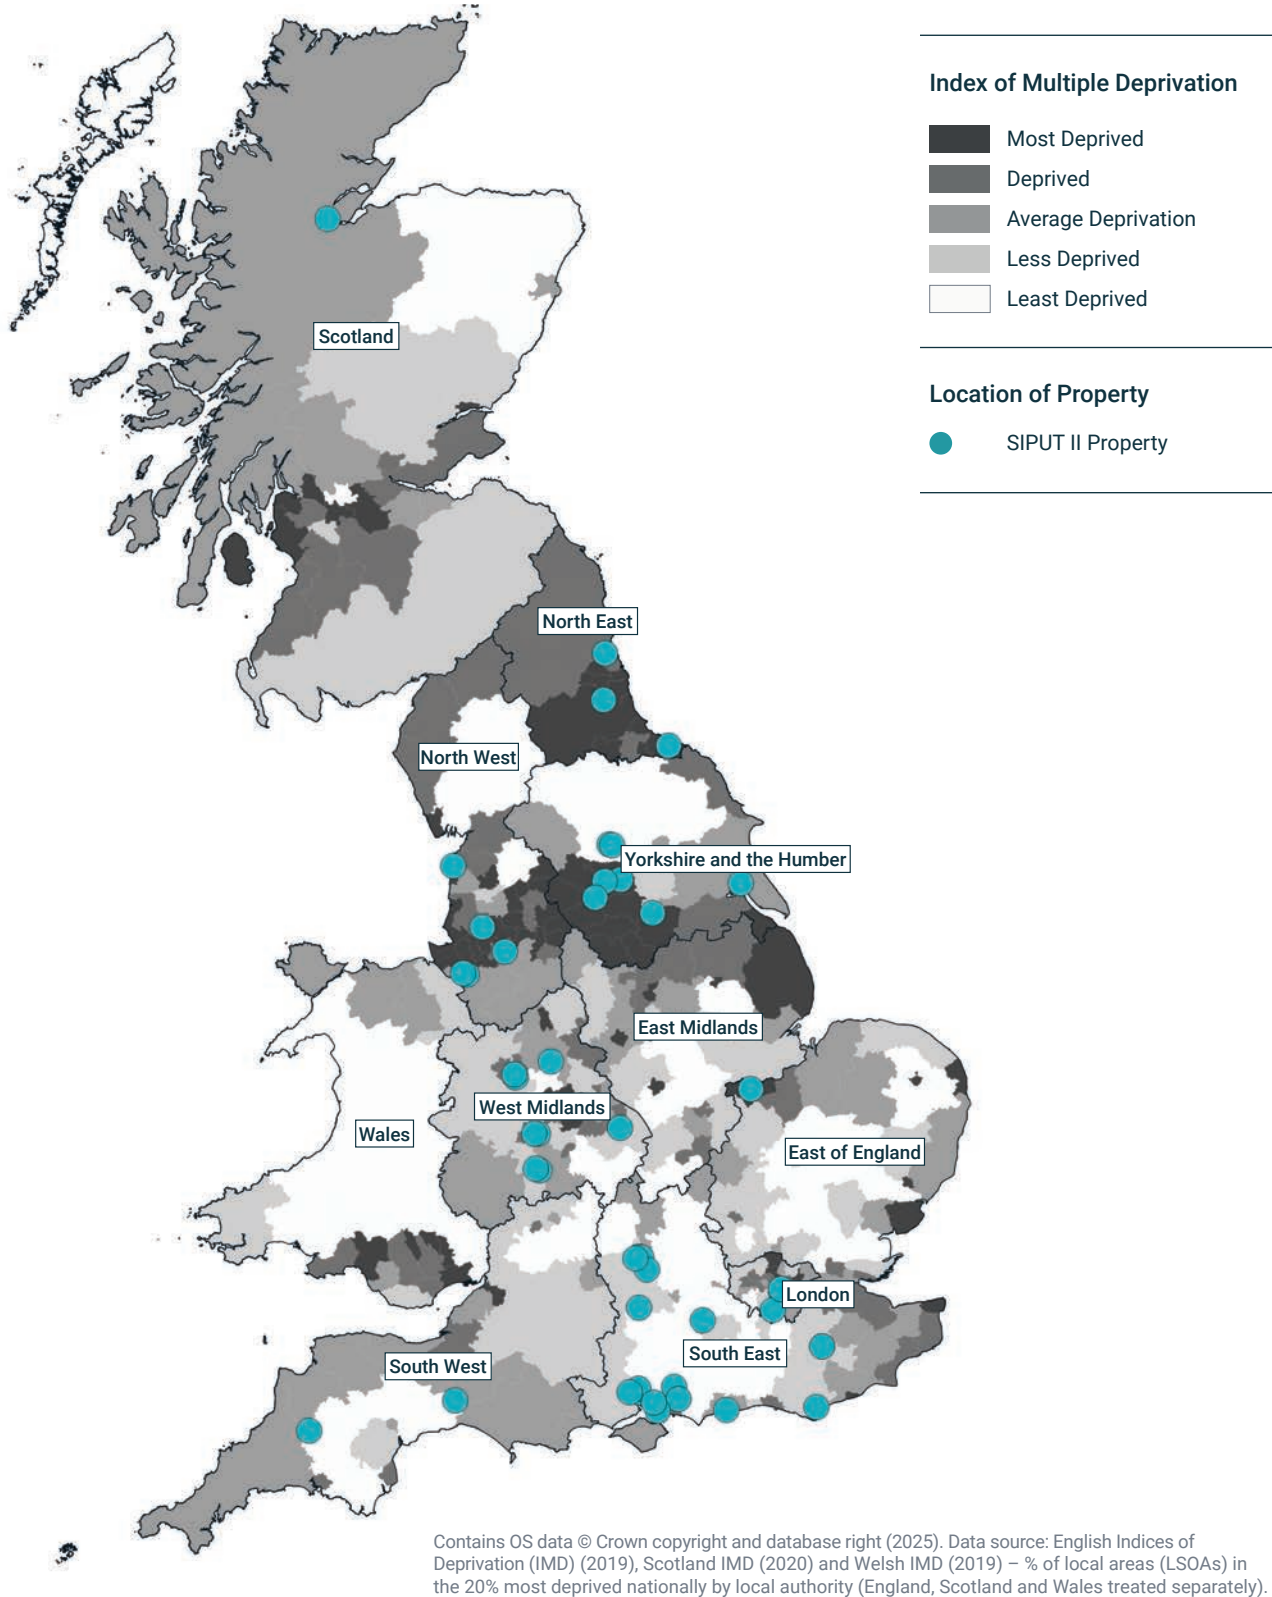 Index of Multiple Deprivation
Most Deprived
Deprived
Average Deprivation
Less Deprived
Least Deprived
Location of Property
SIPUT II Property
Scotland
North East
North West
Yorkshire and the Humber
East Midlands
West Midlands
Wales
East of England
London
South East
South West
Contains OS data © Crown copyright and database right (2025). Data source: English Indices of
Deprivation (IMD) (2019), Scotland IMD (2020) and Welsh IMD (2019) – % of local areas (LSOAs) in
the 20% most deprived nationally by local authority (England, Scotland and Wales treated separately).